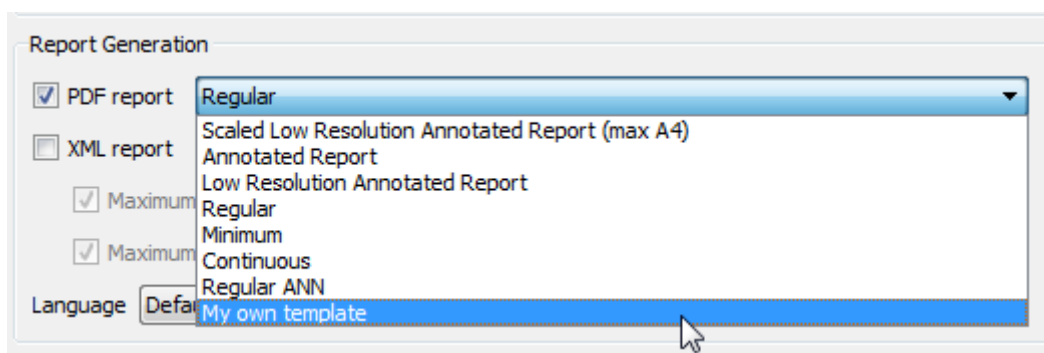 Report Generation
PDF report Regular
Scaled Low Resolution Annotated Report (max A4)
XML report
Annotated Report
Low Resolution Annotated Report
Maximum
Regular
Minimum
Maximum
Continuous
Regular ANN
Language
My own template